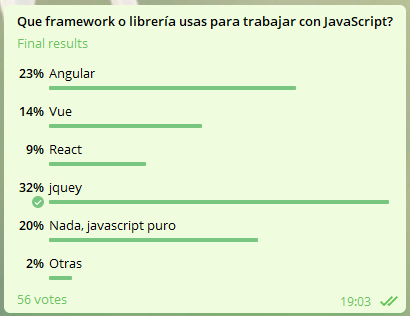 Que framework o librería usas para trabajar con JavaScript?
Final results
23% Angular
14% Vue
9% React
32% jquey
20% Nada, javascript puro
2% Otras
56 votes 19:03